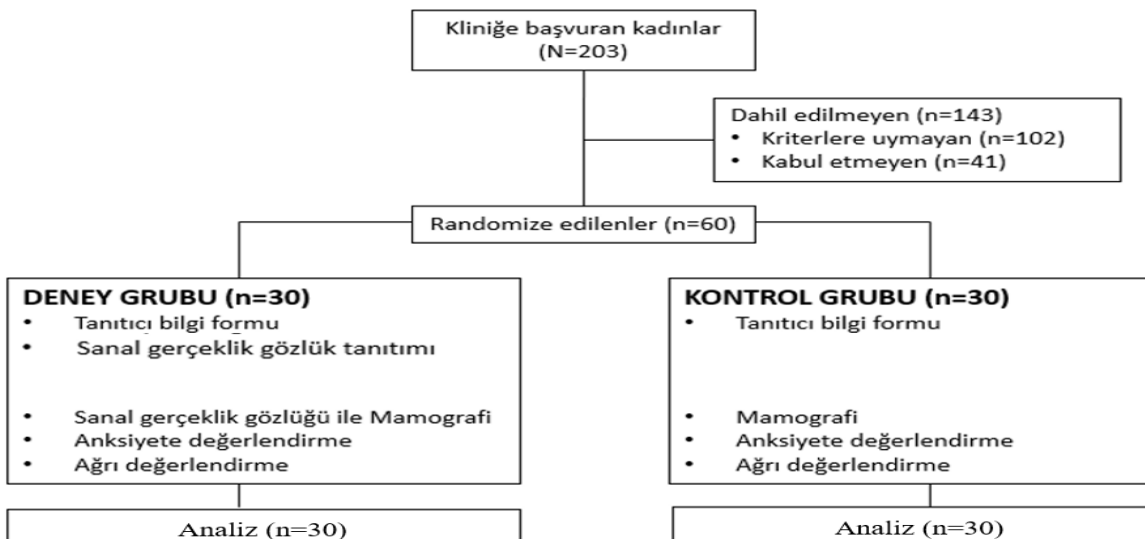 Kliniğe başvuran kadınlar
(N=203)
Dahil edilmeyen (n=143)
• Kriterlere uymayan (n=102)
• Kabul etmeyen (n=41)
Randomize edilenler (n=60)
DENEY GRUBU (n=30)
• Tanıtıcı bilgi formu
• Sanal gerçeklik gözlük tanıtımı
• Sanal gerçeklik gözlüğü ile Mamografi
• Anksiyete değerlendirme
• Ağrı değerlendirme
KONTROL GRUBU (n=30)
• Tanıtıcı bilgi formu
• Mamografi
• Anksiyete değerlendirme
• Ağrı değerlendirme
Analiz (n=30)
Analiz (n=30)